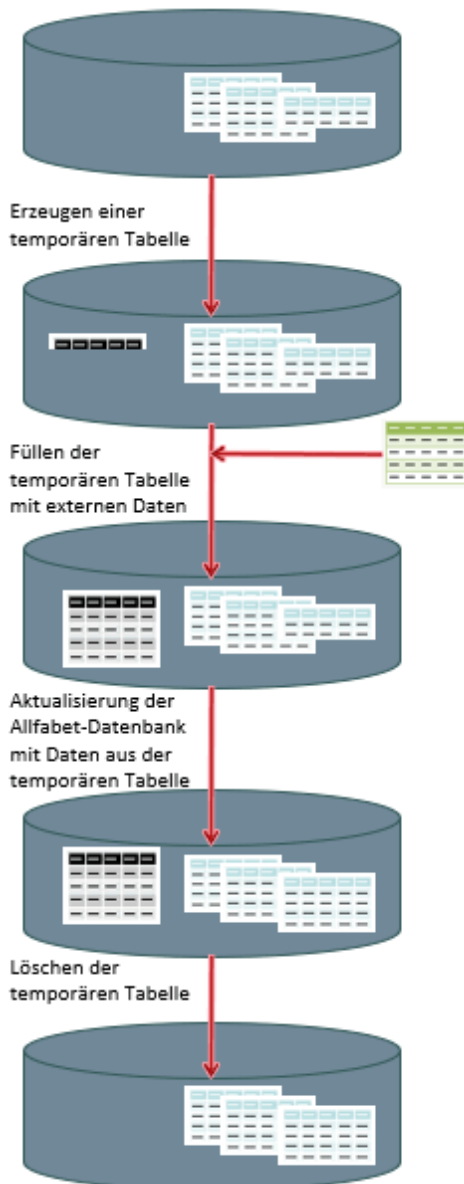 Erzeugen einer
temporären Tabelle
Füllen der
temporären Tabelle
mit externen Daten
Aktualisierung der
Allfabet-Datenbank
mit Daten aus der
temporären Tabelle
Löschen der
temporären Tabelle